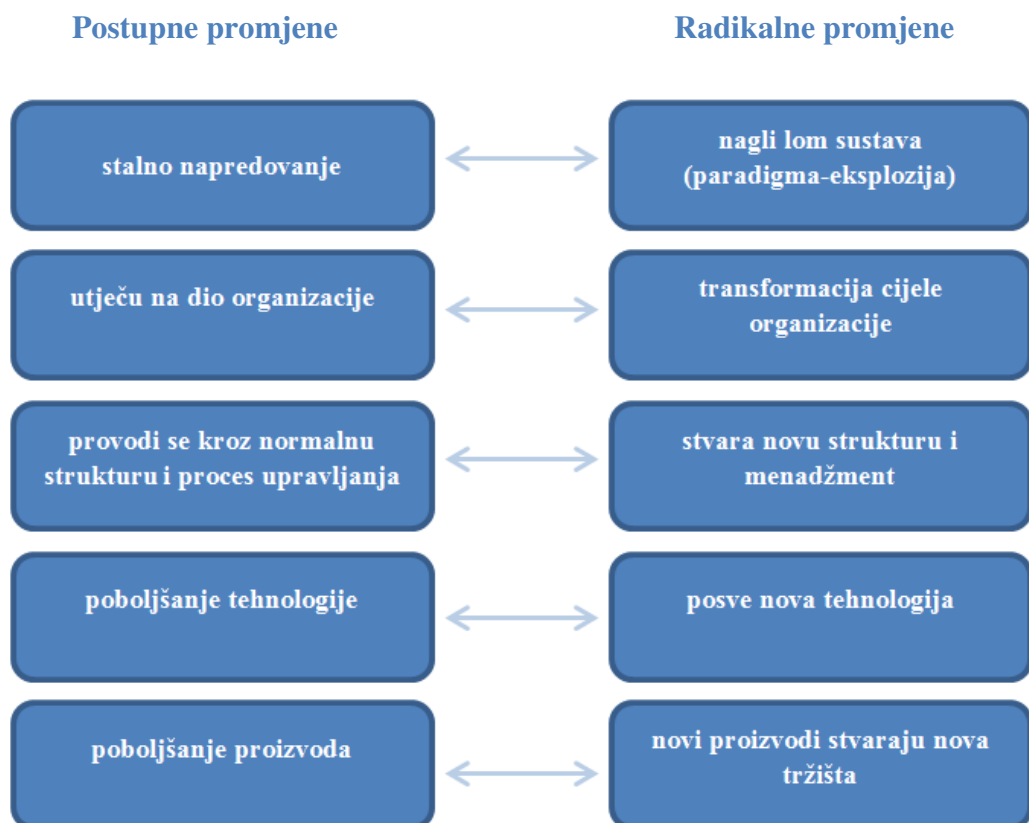 Postupne promjene
Radikalne promjene
stalno napredovanje
nagli lom sustava
(paradigma-eksplozija)
utječu na dio organizacije
transformacija cijele
organizacije
provodi se kroz normalnu
strukturu i proces upravljanja
stvara novu strukturu i
menadžment
poboljšanje tehnologije
posve nova tehnologija
poboljšanje proizvoda
novi proizvodi stvaraju nova
tržišta